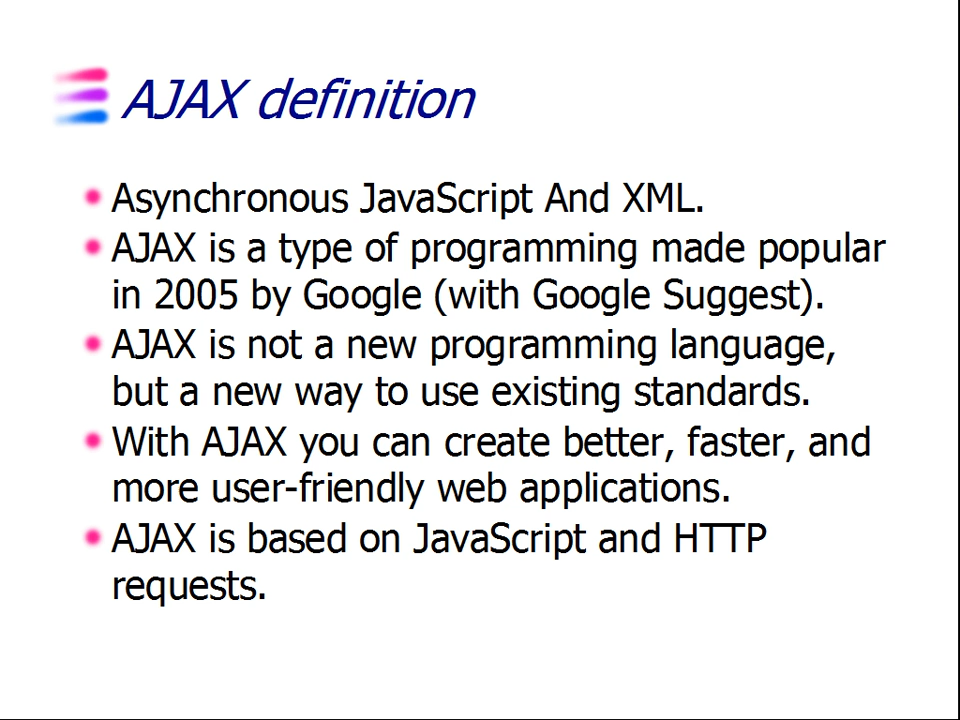 AJAX definition
Asynchronous JavaScript And XML.
AJAX is a type of programming made popular
in 2005 by Google (with Google Suggest).
AJAX is not a new programming language,
but a new way to use existing standards.
With AJAX you can create better, faster, and
more user-friendly web applications.
AJAX is based on JavaScript and HTTP
requests.